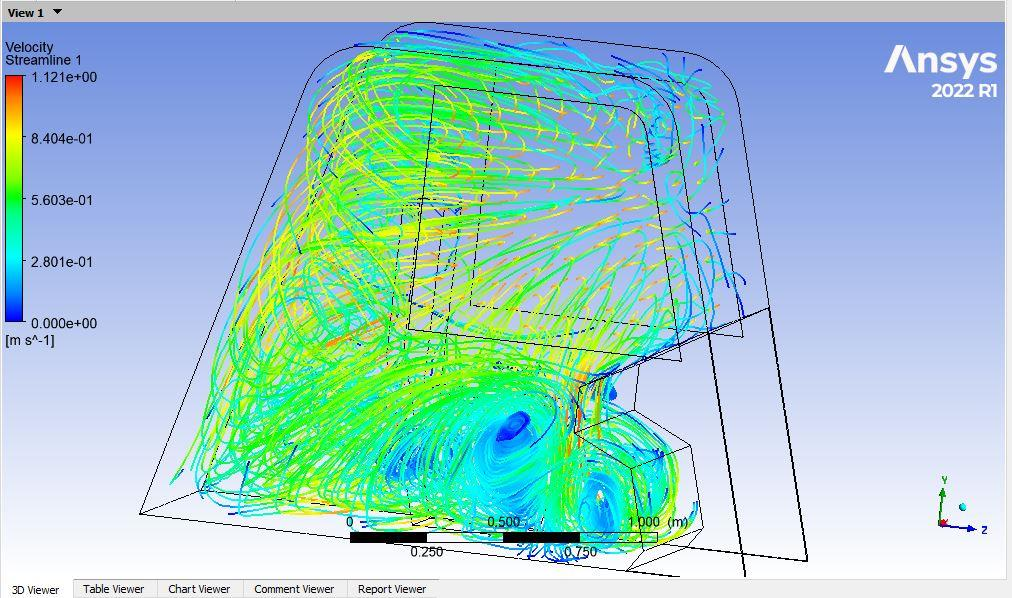 View 1
Velocity
Streamline 1
1.121e+00
8.404e-01
5.603e-01
2.801e-01
0.000e+00
[m s^-1]
Ansys
2022 R1
0 0.500 1.000 (m)
0.250 0.750
Y
Z
3D Viewer Table Viewer Chart Viewer Comment Viewer Report Viewer